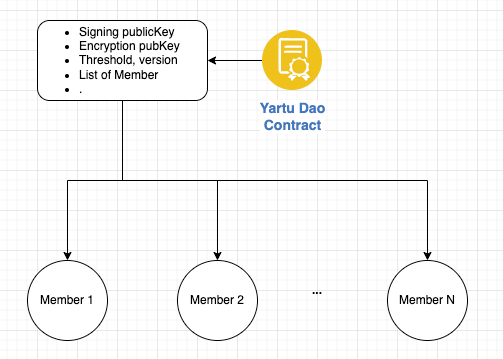 • Signing publicKey
• Encryption pubKey
• Threshold, version
• List of Member
• .
Yartu Dao
Contract
Member 1
Member 2
...
Member N